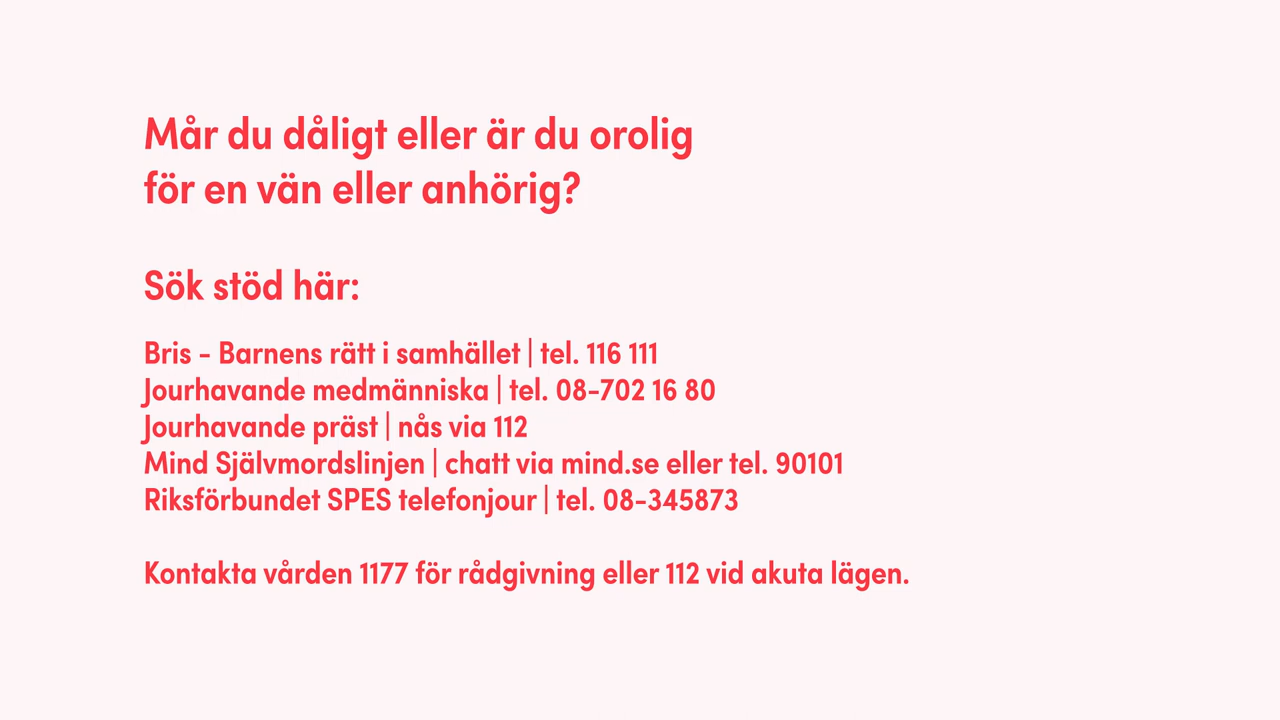 Mår du dåligt eller är du orolig
för en vän eller anhörig?
Sök stöd här:
Bris - Barnens rätt i samhället | tel. 116 111
Jourhavande medmänniska | tel. 08-702 16 80
Jourhavande präst | nås via 112
Mind Självmordslinjen | chatt via mind.se eller tel. 90101
Riksförbundet SPES telefonjour | tel. 08-345873
Kontakta vården 1177 för rådgivning eller 112 vid akuta lägen.